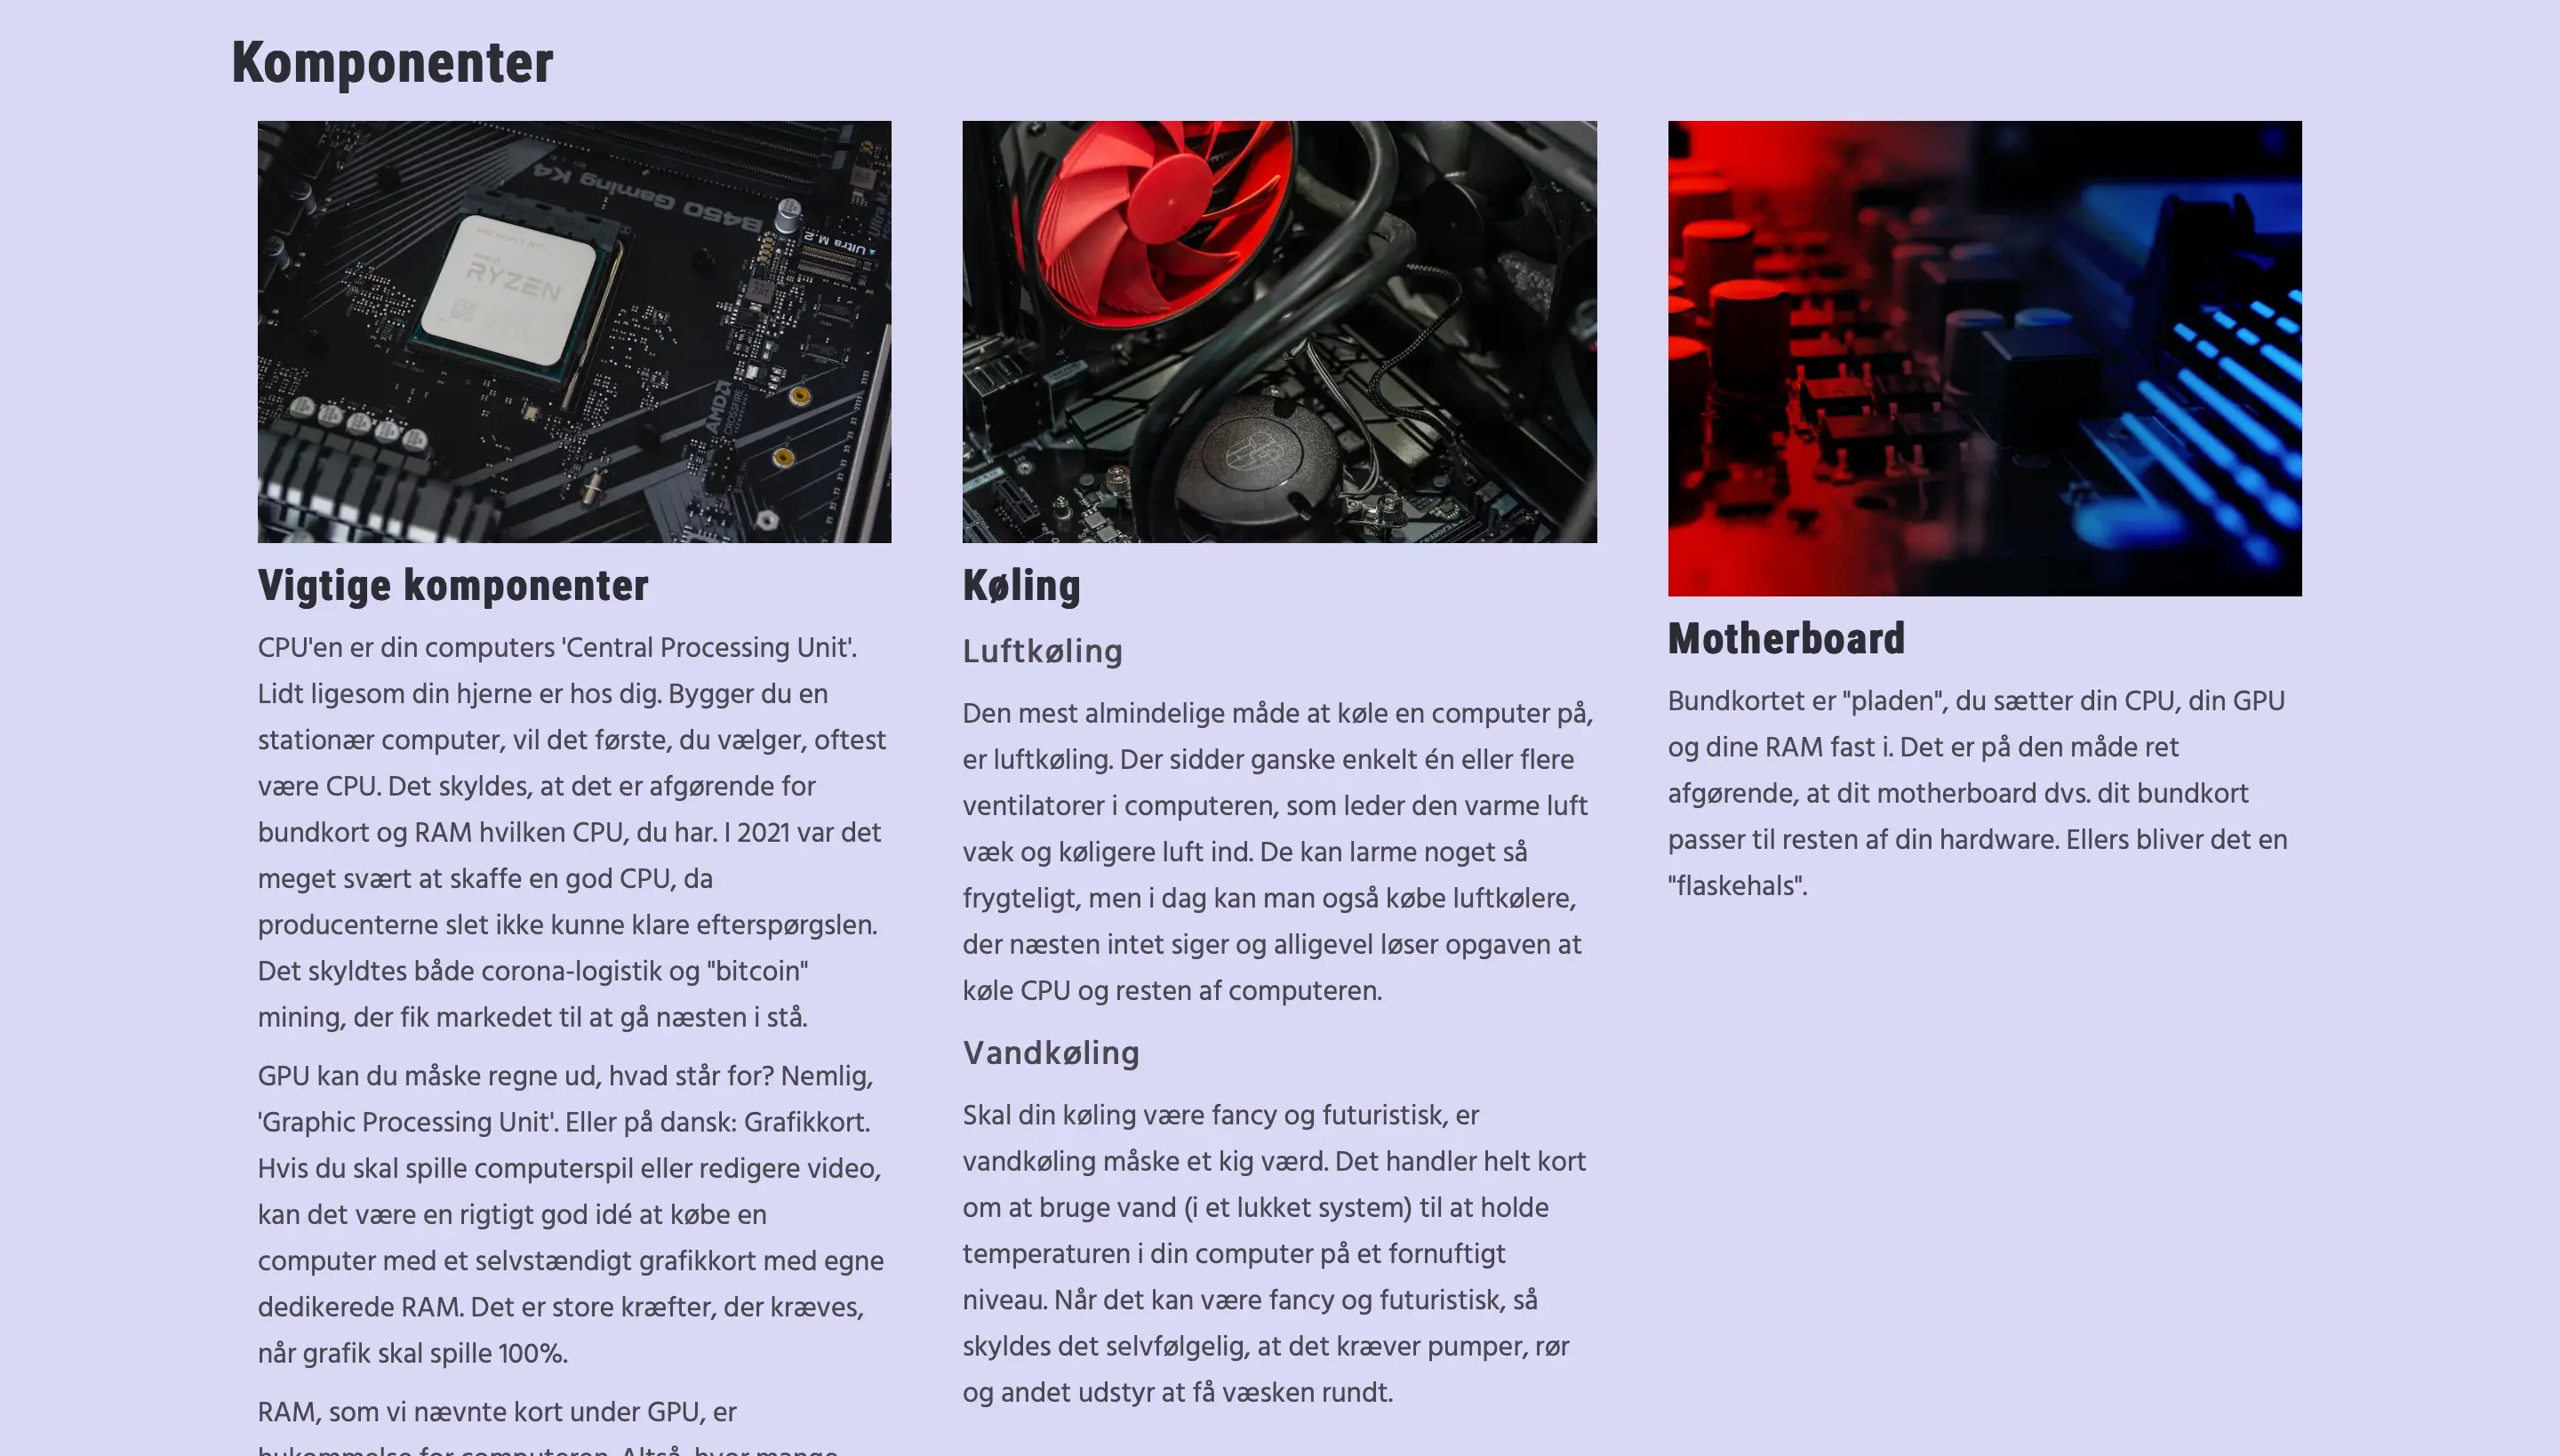 Komponenter
B450 Gaming K4
Ultra M.2
AMD
RYZEN
AMD
CROSSFIRE
Vigtige komponenter
CPU'en er din computers 'Central Processing Unit'.
Lidt ligesom din hjerne er hos dig. Bygger du en
stationær computer, vil det første, du vælger, oftest
være CPU. Det skyldes, at det er afgørende for
bundkort og RAM hvilken CPU, du har. I 2021 var det
meget svært at skaffe en god CPU, da
producenterne slet ikke kunne klare efterspørgslen.
Det skyldtes både corona-logistik og "bitcoin"
mining, der fik markedet til at gå næsten i stå.
GPU kan du måske regne ud, hvad står for? Nemlig,
'Graphic Processing Unit'. Eller på dansk: Grafikkort.
Hvis du skal spille computerspil eller redigere video,
kan det være en rigtigt god idé at købe en
computer med et selvstændigt grafikkort med egne
dedikerede RAM. Det er store kræfter, der kræves,
når grafik skal spille 100%.
RAM, som vi nævnte kort under GPU, er
hukommelse for computeren. Altså, hvor mange
Køling
Luftkøling
Den mest almindelige måde at køle en computer på,
er luftkøling. Der sidder ganske enkelt én eller flere
ventilatorer i computeren, som leder den varme luft
væk og køligere luft ind. De kan larme noget så
frygteligt, men i dag kan man også købe luftkølere,
der næsten intet siger og alligevel løser opgaven at
køle CPU og resten af computeren.
Vandkøling
Skal din køling være fancy og futuristisk, er
vandkøling måske et kig værd. Det handler helt kort
om at bruge vand (i et lukket system) til at holde
temperaturen i din computer på et fornuftigt
niveau. Når det kan være fancy og futuristisk, så
skyldes det selvfølgelig, at det kræver pumper, rør
og andet udstyr at få væsken rundt.
Motherboard
Bundkortet er "pladen", du sætter din CPU, din GPU
og dine RAM fast i. Det er på den måde ret
afgørende, at dit motherboard dvs. dit bundkort
passer til resten af din hardware. Ellers bliver det en
"flaskehals".